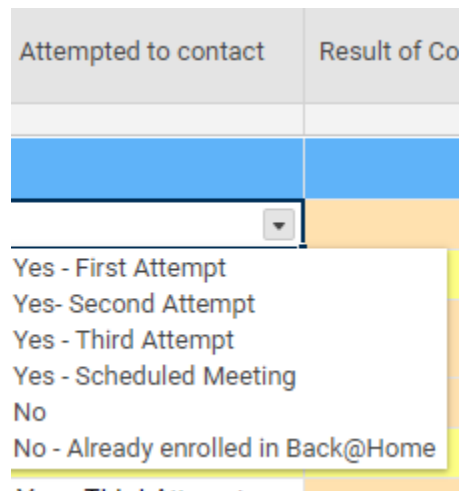 Attempted to contact
Result of Co
Yes - First Attempt
Yes- Second Attempt
Yes - Third Attempt
Yes - Scheduled Meeting
No
No - Already enrolled in Back@Home